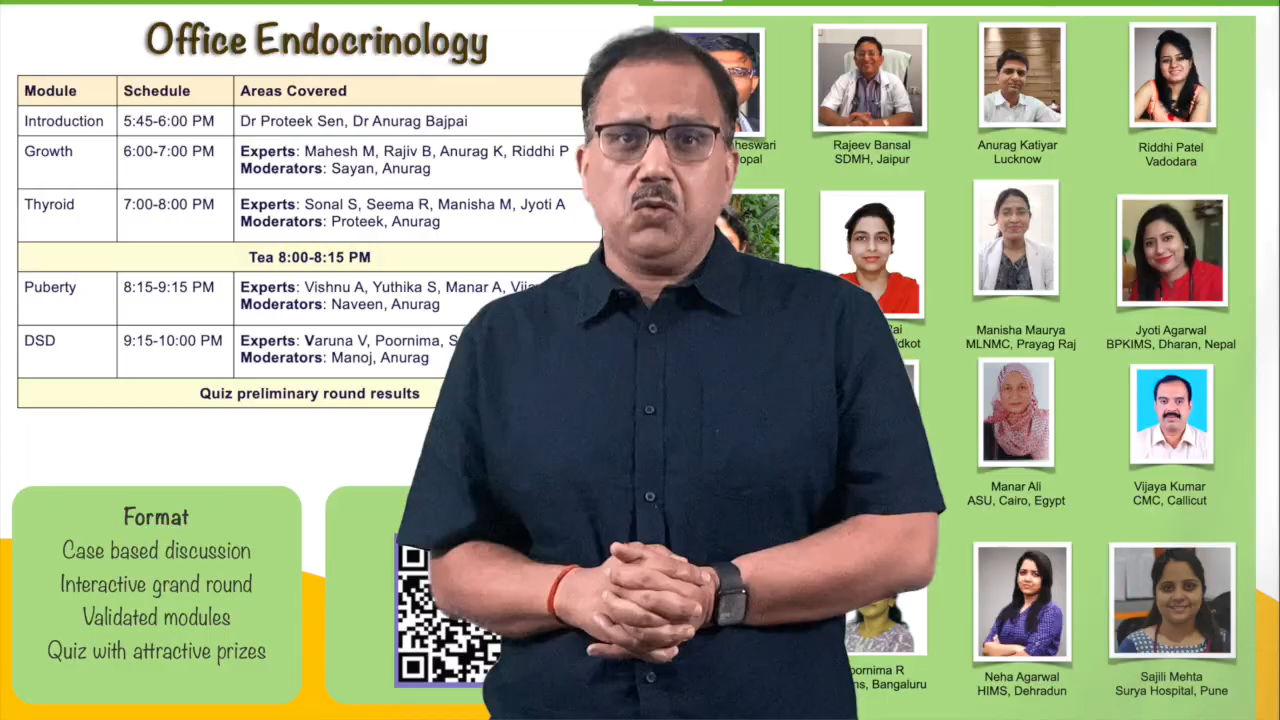 Office Endocrinology
Module Schedule Areas Covered
Introduction 5:45-6:00 PM Dr Proteek Sen, Dr Anurag Bajpai
Growth 6:00-7:00 PM Experts: Mahesh M, Rajiv B, Anurag K, Riddhi P
Moderators: Sayan, Anurag
Thyroid 7:00-8:00 PM Experts: Sonal S, Seema R, Manisha M, Jyoti A
Moderators: Proteek, Anurag
Tea 8:00-8:15 PM
Puberty 8:15-9:15 PM Experts: Vishnu A, Yuthika S, Manar A,
Moderators: Naveen, Anurag
DSD 9:15-10:00 PM Experts: Varuna V, Poornima,
Moderators: Manoj, Anurag
Quiz preliminary round results
Format
Case based discussion
Interactive grand round
Validated modules
Quiz with attractive prizes
Rajeev Bansal
SDMH, Jaipur
Anurag Katiyar
Lucknow
Riddhi Patel
Vadodara
Manisha Maurya
MLNMC, Prayag Raj
Jyoti Agarwal
BPKIMS, Dharan, Nepal
Manar Ali
ASU, Cairo, Egypt
Vijaya Kumar
CMC, Callicut
R
Bangaluru
Neha Agarwal
HIMS, Dehradun
Sajili Mehta
Surya Hospital, Pune